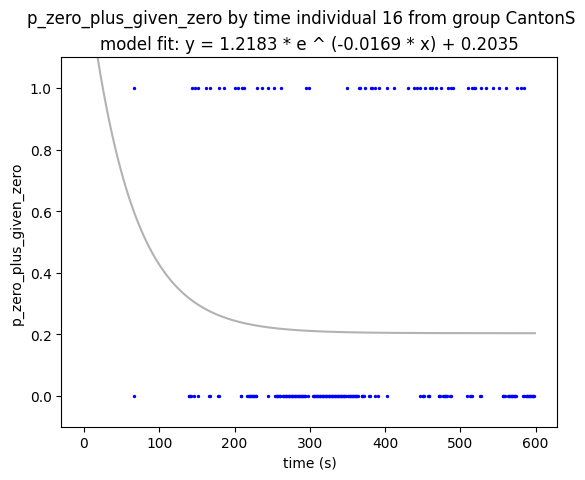 p_zero_plus_given_zero by time individual 16 from group CantonS
model fit: y = 1.2183 * e ^ (-0.0169 * x) + 0.2035
1.0
0.8
0.6
0.4
0.2
0.0
p_zero_plus_given_zero
0 100 200 300 400 500 600
time (s)